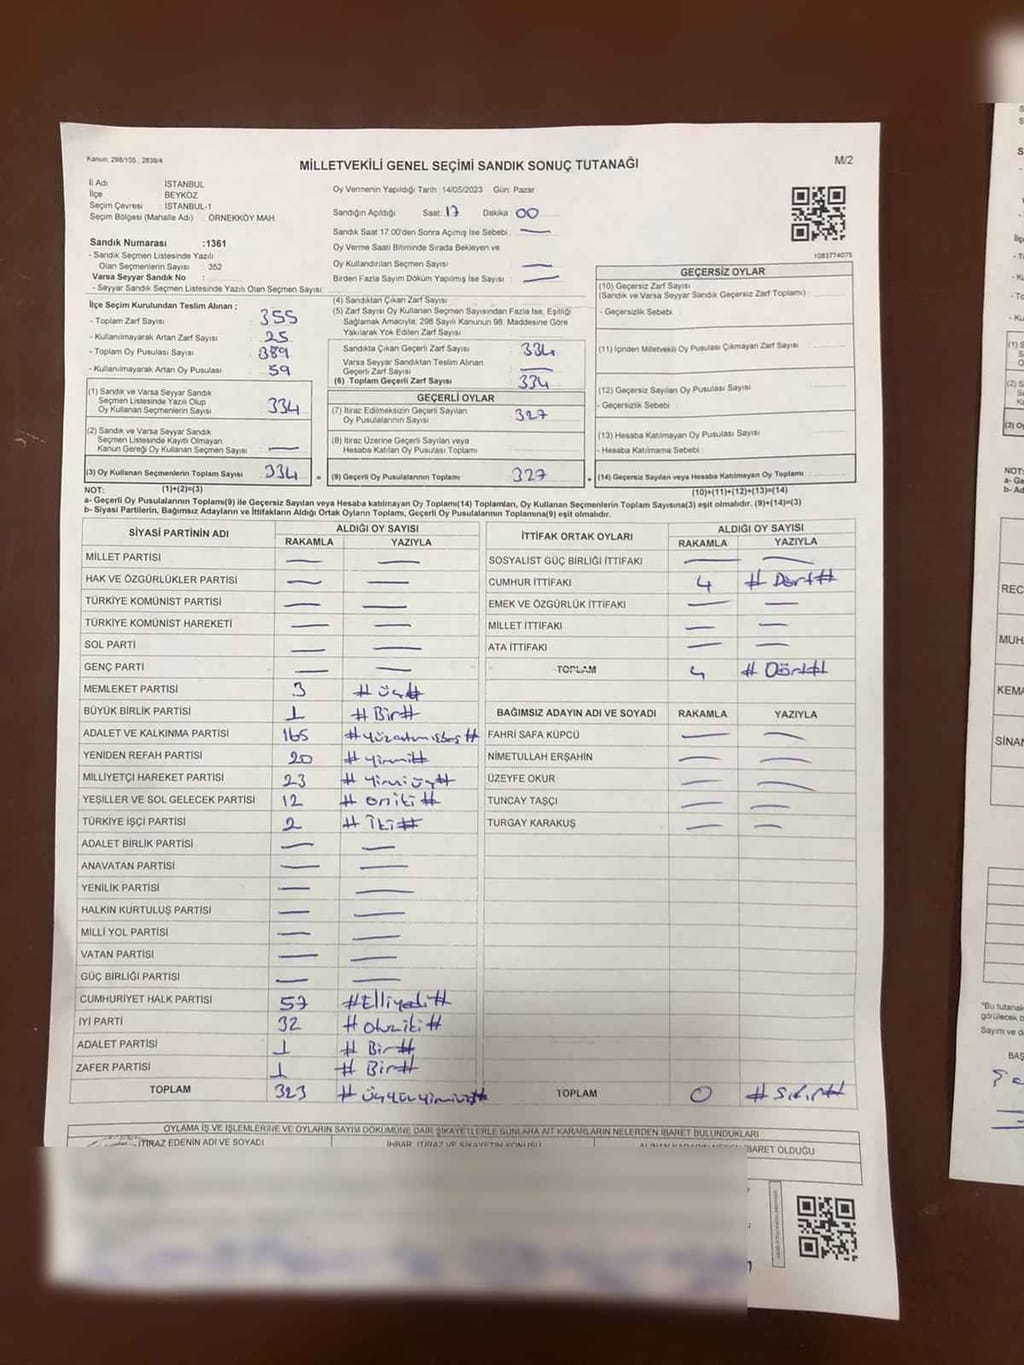 Kanun: 298/105 , 2839/4
MİLLETVEKİLİ GENEL SEÇİMİ SANDIK SONUÇ TUTANAĞI
M/2
İl Adı İSTANBUL
İlçe BEYKOZ
Seçim Çevresi : İSTANBUL-1
Seçim Bölgesi (Mahalle Adı) : ÖRNEKKÖY MAH.
Oy Vermenin Yapıldığı Tarih : 14/05/2023 Gün: Pazar
Sandığın Açıldığı Saat: 17 Dakika: 00
Sandık Saat 17.00'den Sonra Açımış İse Sebebi : —
Oy Verme Saati Bitiminde Sırada Bekleyen ve
Oy Kullandırılan Seçmen Sayısı —
Birden Fazla Sayım Döküm Yapılmış İse Sayısı : —
1083774075
Sandık Numarası :1361
- Sandık Seçmen Listesinde Yazılı
Olan Seçmenlerin Sayısı : 352
Varsa Seyyar Sandık No :
- Seyyar Sandık Seçmen Listesinde Yazılı Olan Seçmen Sayısı:
İlçe Seçim Kurulundan Teslim Alınan ;
- Toplam Zarf Sayısı : 355
- Kullanılmayarak Artan Zarf Sayısı : 25
- Toplam Oy Pusulası Sayısı : 389
- Kullanılmayarak Artan Oy Pusulası : 59
(1) Sandık ve Varsa Seyyar Sandık
Seçmen Listesinde Yazılı Olup
Oy Kullanan Seçmenlerin Sayısı 334
(2) Sandık ve Varsa Seyyar Sandık
Seçmen Listesinde Kayıtlı Olmayan
Kanun Gereği Oy Kullanan Seçmen Sayısı —
(3) Oy Kullanan Seçmenlerin Toplam Sayısı 334
(4) Sandıktan Çıkan Zarf Sayısı
(5) Zarf Sayısı Oy Kullanan Seçmen Sayısından Fazla İse, Eşitliği
Sağlamak Amacıyla; 298 Sayılı Kanunun 98. Maddesine Göre
Yakılarak Yok Edilen Zarf Sayısı
Sandıkta Çıkan Geçerli Zarf Sayısı 334
Varsa Seyyar Sandıktan Teslim Alınan
Geçerli Zarf Sayısı —
(6) Toplam Geçerli Zarf Sayısı 334
GEÇERLİ OYLAR
(7) İtiraz Edilmeksizin Geçerli Sayılan
Oy Pusulalarının Sayısı 327
(8) İtiraz Üzerine Geçerli Sayılan veya
Hesaba Katılan Oy Pusulası Toplamı
(9) Geçerli Oy Pusulalarının Toplamı 327
GEÇERSİZ OYLAR
(10) Geçersiz Zarf Sayısı
(Sandık ve Varsa Seyyar Sandık Geçersiz Zarf Toplamı)
- Geçersizlik Sebebi :
(11) İçinden Milletvekili Oy Pusulası Çıkmayan Zarf Sayısı
(12) Geçersiz Sayılan Oy Pusulası Sayısı
- Geçersizlik Sebebi :
(13) Hesaba Katılmayan Oy Pusulası Sayısı
- Hesaba Katılmama Sebebi :
(14) Geçersiz Sayılan veya Hesaba Katılmayan Oy Toplamı
NOT: (1)+(2)=(3)
(10)+(11)+(12)+(13)=(14)
a- Geçerli Oy Pusulalarının Toplamı(9) ile Geçersiz Sayılan veya Hesaba katılmayan Oy Toplamı(14) Toplamları, Oy Kullanan Seçmenlerin Toplam Sayısına(3) eşit olmalıdır. (9)+(14)=(3)
b- Siyasi Partilerin, Bağımsız Adayların ve İttifakların Aldığı Ortak Oyların Toplamı, Geçerli Oy Pusulalarının Toplamına(9) eşit olmalıdır.
SİYASİ PARTİNİN ADI ALDIĞI OY SAYISI
RAKAMLA YAZIYLA
MİLLET PARTİSİ — —
HAK VE ÖZGÜRLÜKLER PARTİSİ — —
TÜRKİYE KOMÜNİST PARTİSİ — —
TÜRKİYE KOMÜNİST HAREKETİ — —
SOL PARTİ — —
GENÇ PARTİ — —
MEMLEKET PARTİSİ 3 # üç #
BÜYÜK BİRLİK PARTİSİ 1 # Bir #
ADALET VE KALKINMA PARTİSİ 165 # yüzatmışbeş #
YENİDEN REFAH PARTİSİ 20 # yirmi #
MİLLİYETÇİ HAREKET PARTİSİ 23 # yirmiüç #
YEŞİLLER VE SOL GELECEK PARTİSİ 12 # oniki #
TÜRKİYE İŞÇİ PARTİSİ 2 # İki #
ADALET BİRLİK PARTİSİ — —
ANAVATAN PARTİSİ — —
YENİLİK PARTİSİ — —
HALKIN KURTULUŞ PARTİSİ — —
MİLLİ YOL PARTİSİ — —
VATAN PARTİSİ — —
GÜÇ BİRLİĞİ PARTİSİ — —
CUMHURİYET HALK PARTİSİ 57 # Elliyedi #
İYİ PARTİ 32 # otuziki #
ADALET PARTİSİ 1 # Bir #
ZAFER PARTİSİ 1 # Bir #
TOPLAM 323 # Üçyüzyirmiüç #
İTTİFAK ORTAK OYLARI ALDIĞI OY SAYISI
RAKAMLA YAZIYLA
SOSYALİST GÜÇ BİRLİĞİ İTTİFAKI — —
CUMHUR İTTİFAKI 4 # Dört #
EMEK VE ÖZGÜRLÜK İTTİFAKI — —
MİLLET İTTİFAKI — —
ATA İTTİFAKI — —
TOPLAM 4 # Dört #
BAĞIMSIZ ADAYIN ADI VE SOYADI RAKAMLA YAZIYLA
FAHRİ SAFA KÜPCÜ — —
NİMETULLAH ERŞAHİN — —
ÜZEYFE OKUR — —
TUNCAY TAŞÇI — —
TURGAY KARAKUŞ — —
TOPLAM 0 # Sıfır #
OYLAMA İŞ VE İŞLEMLERİNE VE OYLARIN SAYIM DÖKÜMÜNE DAİR ŞİKAYETLERLE BUNLARA AİT KARARLARIN NELERDEN İBARET BULUNDUKLARI
İTİRAZ EDENİN ADI VE SOYADI İHBAR, İTİRAZ VE ŞİKAYETİN KONUSU İBARET OLDUĞU
NOT:
REC
MUH
KEMA
SİNAN
"Bu tutanak
görülecek
Sayım ve
BAŞ